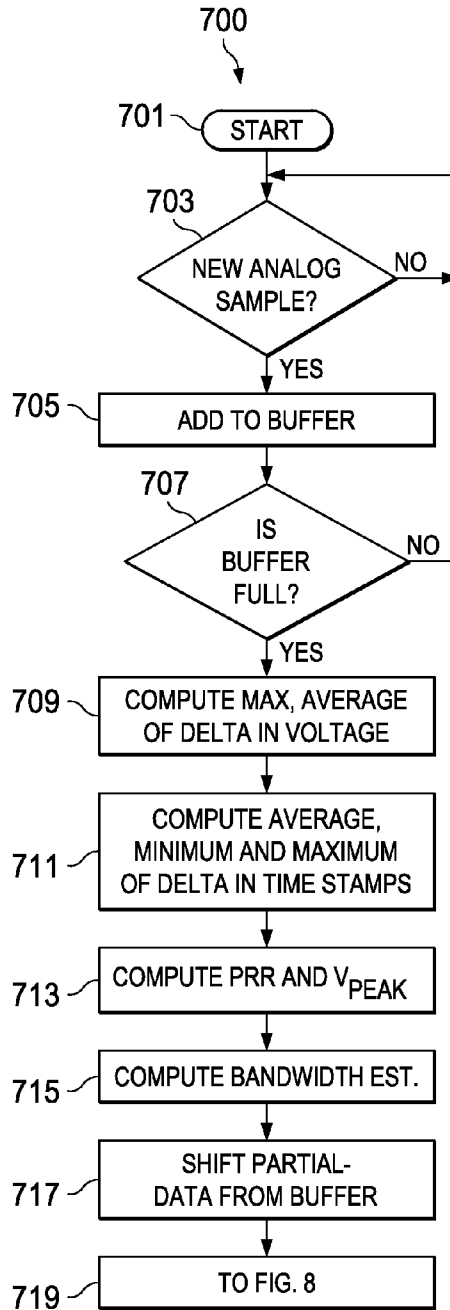 700
701
START
703
NEW ANALOG
SAMPLE?
NO
YES
705
ADD TO BUFFER
707
IS
BUFFER
FULL?
NO
YES
709
COMPUTE MAX, AVERAGE
OF DELTA IN VOLTAGE
711
COMPUTE AVERAGE,
MINIMUM AND MAXIMUM
OF DELTA IN TIME STAMPS
713
COMPUTE PRR AND VPEAK
715
COMPUTE BANDWIDTH EST.
717
SHIFT PARTIAL-
DATA FROM BUFFER
719
TO FIG. 8